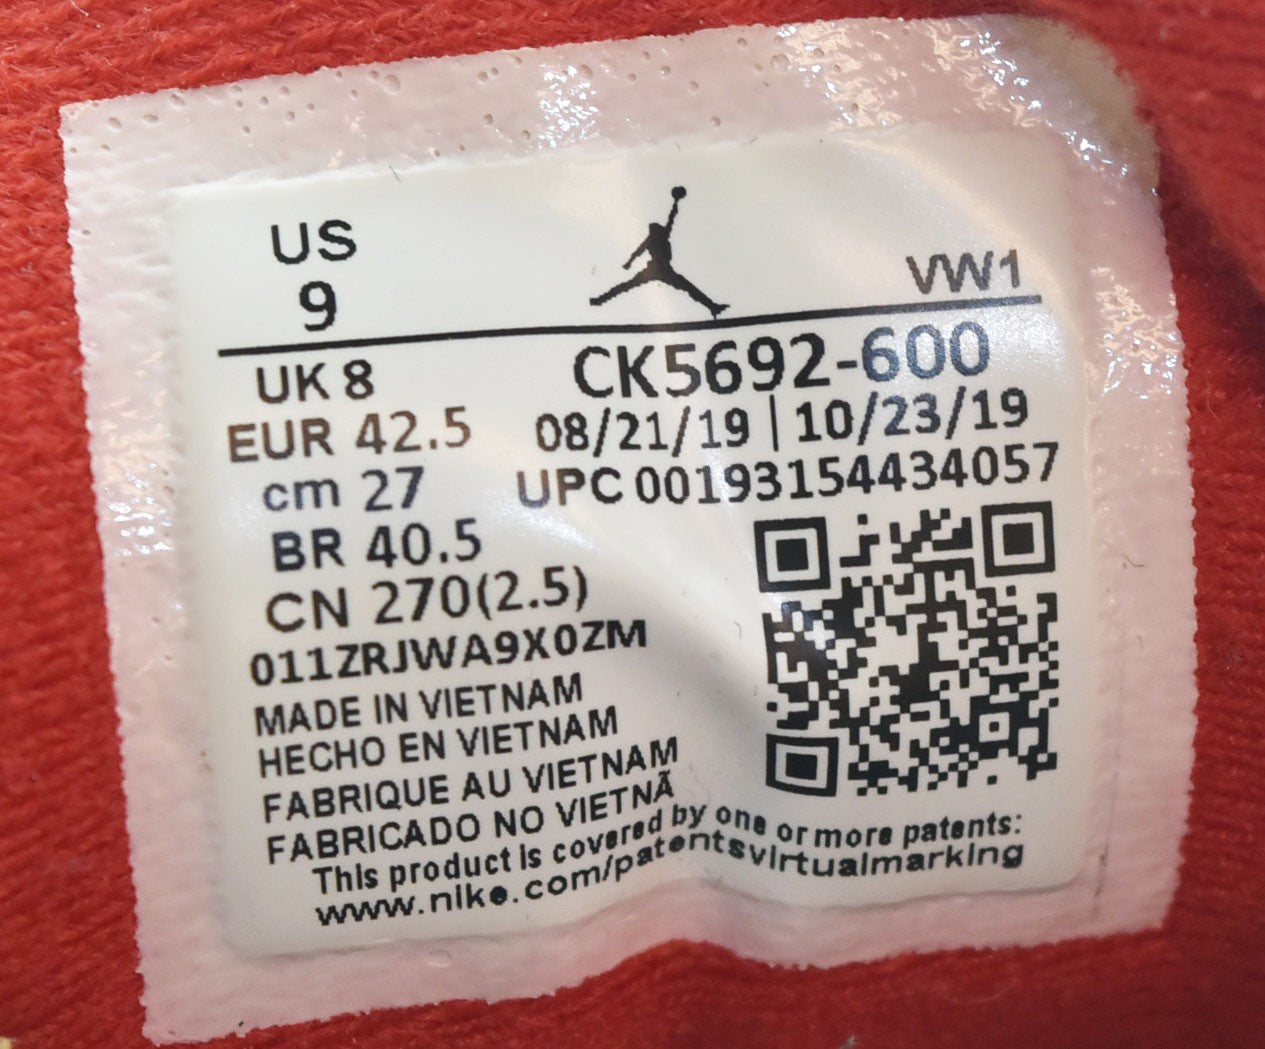 US
9
VW1
UK 8
CK5692-600
EUR 42.5
08/21/19 | 10/23/19
cm 27
UPC 00193154434057
BR 40.5
CN 270(2.5)
011ZRJWA9X0ZM
MADE IN VIETNAM
HECHO EN VIETNAM
FABRIQUE AU VIETNAM
FABRICADO NO VIETNÃ
This product is covered by one or more patents:
www.nike.com/patentsvirtualmarking